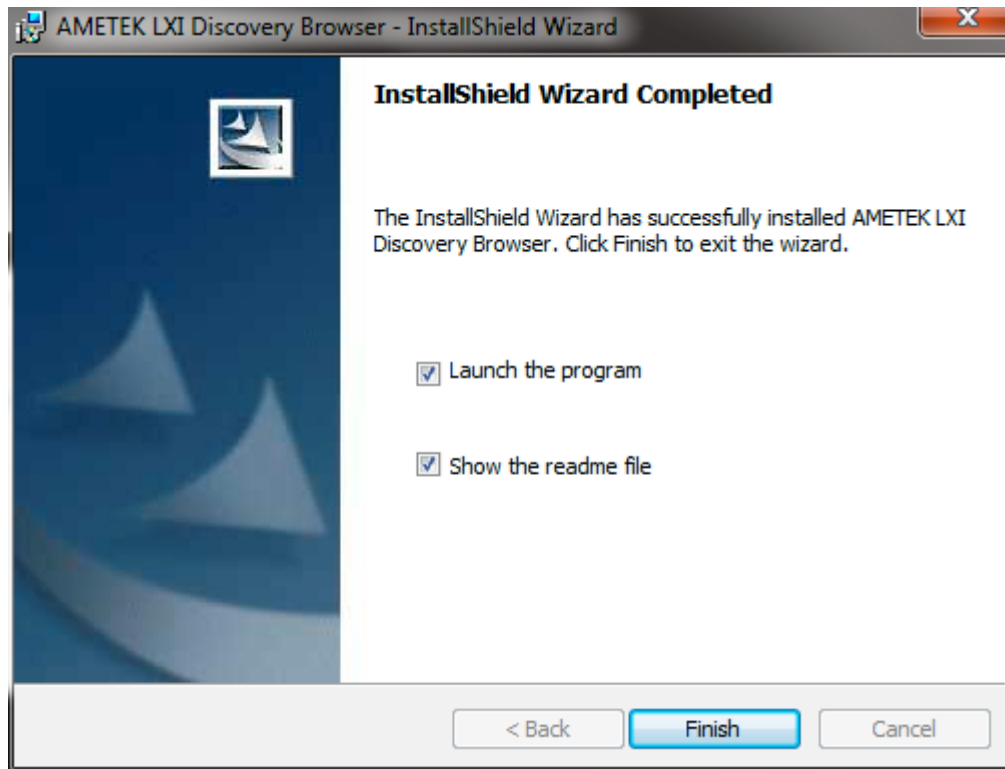 AMETEK LXI Discovery Browser - InstallShield Wizard
X
InstallShield Wizard Completed
The InstallShield Wizard has successfully installed AMETEK LXI
Discovery Browser. Click Finish to exit the wizard.
Launch the program
Show the readme file
< Back
Finish
Cancel